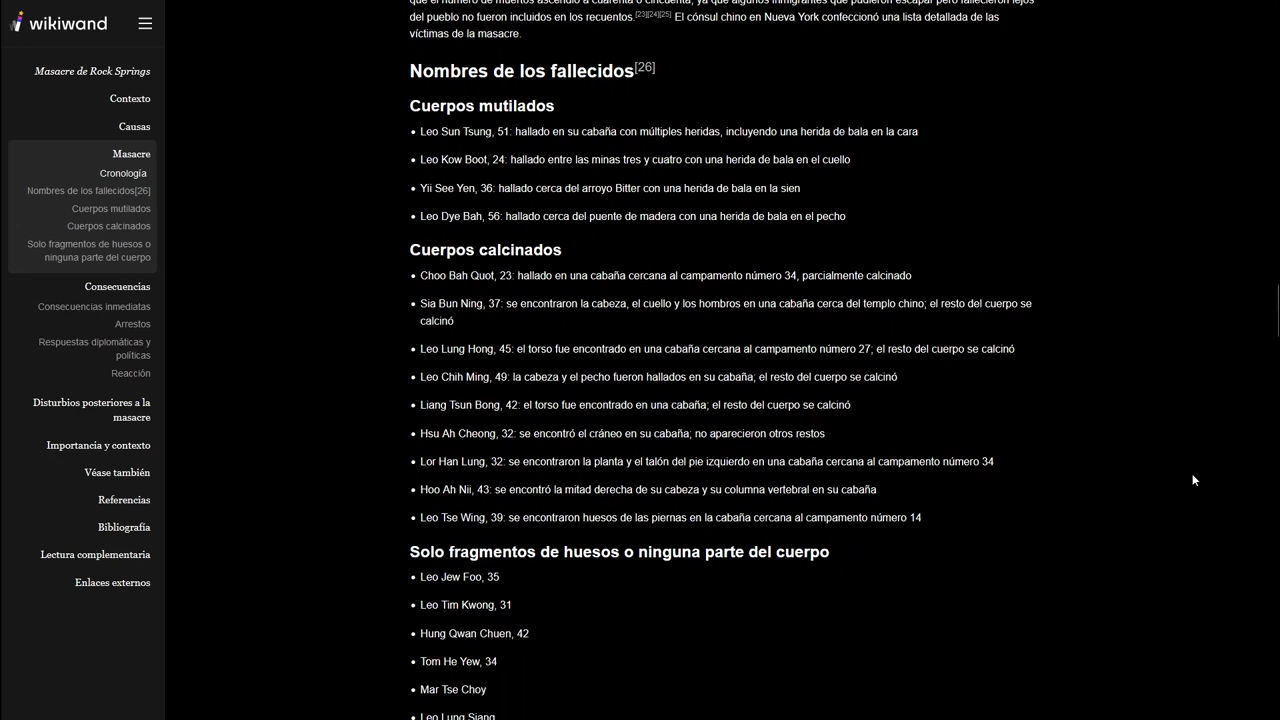 wikiwand
Masacre de Rock Springs
Contexto
Causas
Masacre
Cronología
Nombres de los fallecidos[26]
Cuerpos mutilados
Cuerpos calcinados
Solo fragmentos de huesos o
ninguna parte del cuerpo
Consecuencias
Consecuencias inmediatas
Arrestos
Respuestas diplomáticas y
políticas
Reacción
Disturbios posteriores a la
masacre
Importancia y contexto
Véase también
Referencias
Bibliografía
Lectura complementaria
Enlaces externos
que el número de muertos ascendió a cuarenta o cincuenta, ya que algunos inmigrantes que pudieron escapar pero fallecieron lejos
del pueblo no fueron incluidos en los recuentos.[23][24][25] El cónsul chino en Nueva York confeccionó una lista detallada de las
víctimas de la masacre.
Nombres de los fallecidos[26]
Cuerpos mutilados
• Leo Sun Tsung, 51: hallado en su cabaña con múltiples heridas, incluyendo una herida de bala en la cara
• Leo Kow Boot, 24: hallado entre las minas tres y cuatro con una herida de bala en el cuello
• Yii See Yen, 36: hallado cerca del arroyo Bitter con una herida de bala en la sien
• Leo Dye Bah, 56: hallado cerca del puente de madera con una herida de bala en el pecho
Cuerpos calcinados
• Choo Bah Quot, 23: hallado en una cabaña cercana al campamento número 34, parcialmente calcinado
• Sia Bun Ning, 37: se encontraron la cabeza, el cuello y los hombros en una cabaña cerca del templo chino; el resto del cuerpo se
calcinó
• Leo Lung Hong, 45: el torso fue encontrado en una cabaña cercana al campamento número 27; el resto del cuerpo se calcinó
• Leo Chih Ming, 49: la cabeza y el pecho fueron hallados en su cabaña; el resto del cuerpo se calcinó
• Liang Tsun Bong, 42: el torso fue encontrado en una cabaña; el resto del cuerpo se calcinó
• Hsu Ah Cheong, 32: se encontró el cráneo en su cabaña; no aparecieron otros restos
• Lor Han Lung, 32: se encontraron la planta y el talón del pie izquierdo en una cabaña cercana al campamento número 34
• Hoo Ah Nii, 43: se encontró la mitad derecha de su cabeza y su columna vertebral en su cabaña
• Leo Tse Wing, 39: se encontraron huesos de las piernas en la cabaña cercana al campamento número 14
Solo fragmentos de huesos o ninguna parte del cuerpo
• Leo Jew Foo, 35
• Leo Tim Kwong, 31
• Hung Qwan Chuen, 42
• Tom He Yew, 34
• Mar Tse Choy
• Leo Lung Siang